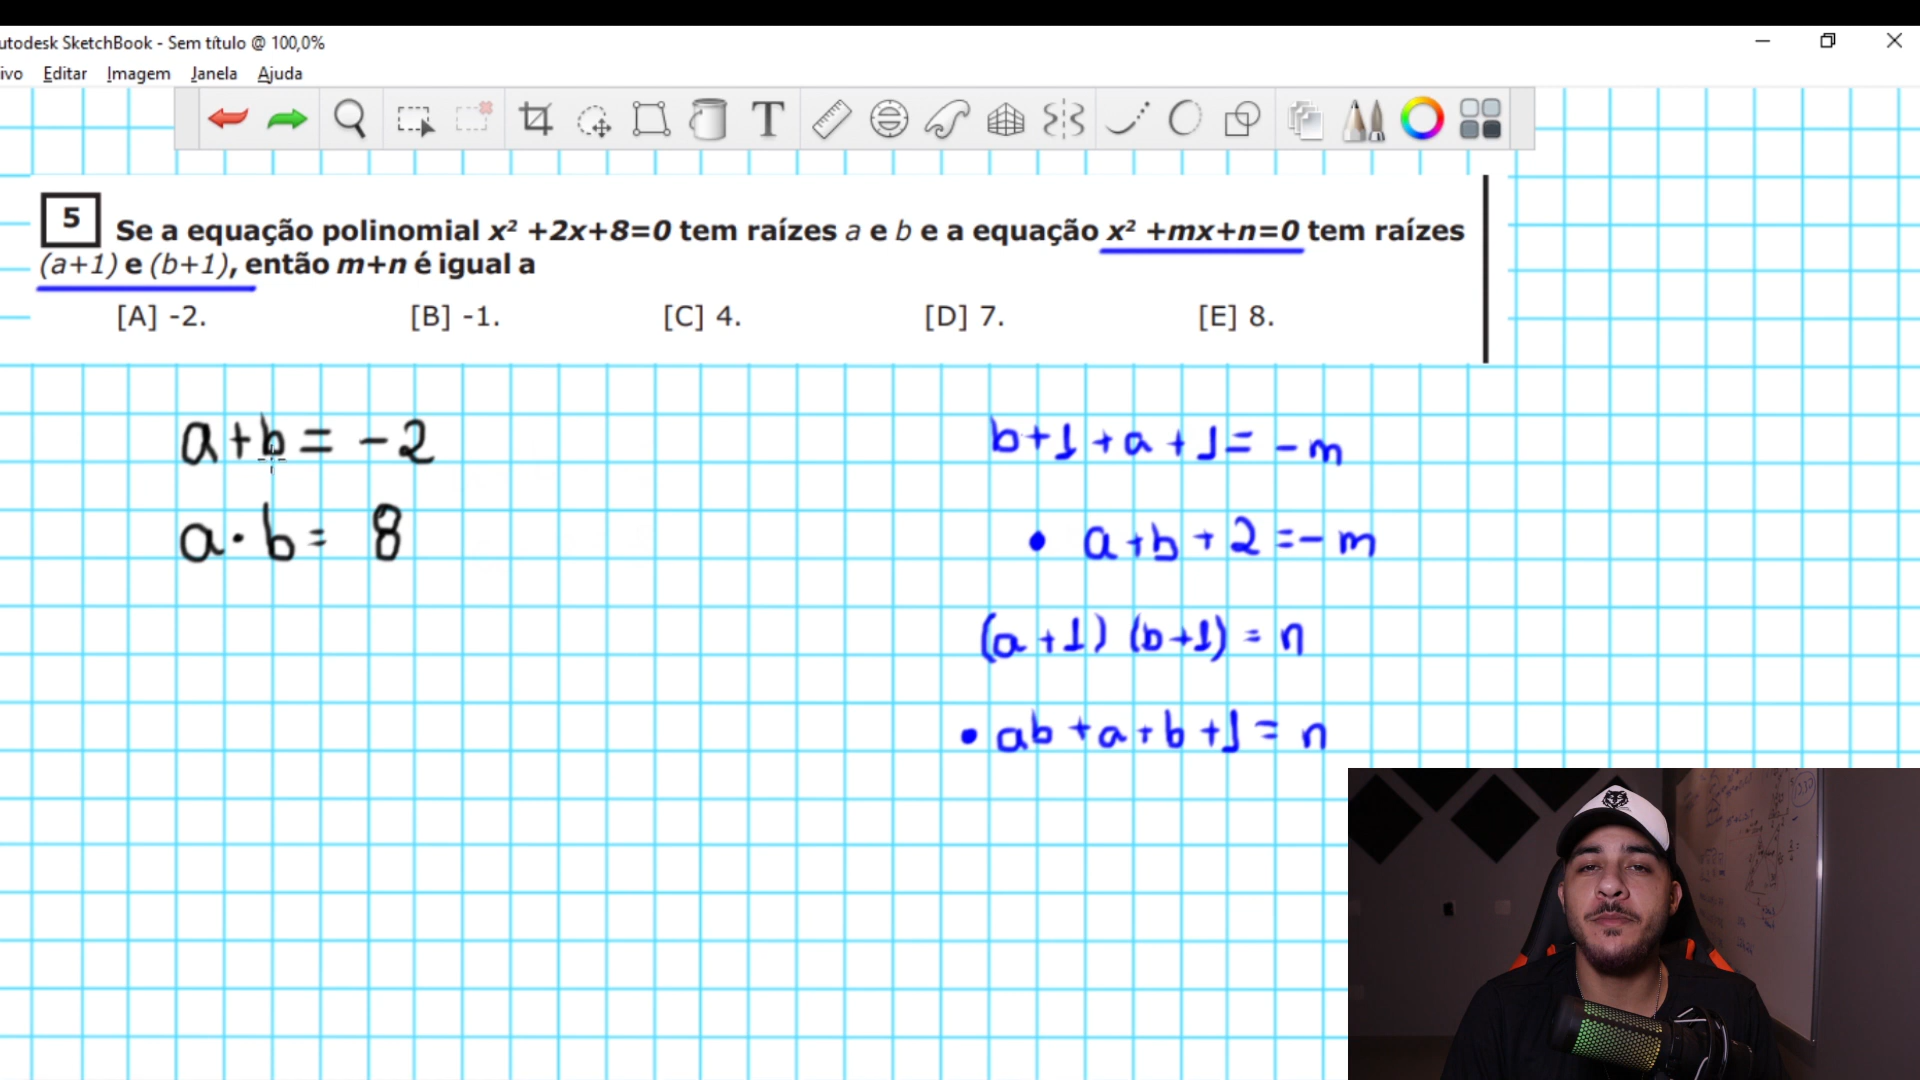 utodesk SketchBook - Sem título @ 100,0%
ivo Editar Imagem Janela Ajuda
T
5 Se a equação polinomial x² +2x+8=0 tem raízes a e b e a equação x² +mx+n=0 tem raízes
(a+1) e (b+1), então m+n é igual a
[A] -2. [B] -1. [C] 4. [D] 7. [E] 8.
a+b = -2
a·b = 8
b+1+a+1 = -m
• a+b+2 = -m
(a+1) (b+1) = n
• ab+a+b+1 = n